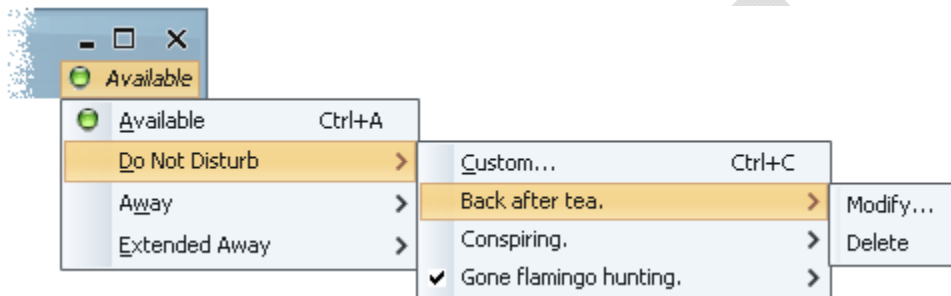 Available
Available Ctrl+A
Do Not Disturb
Away
Extended Away
Custom... Ctrl+C
Back after tea.
Conspiring.
Gone flamingo hunting.
Modify...
Delete